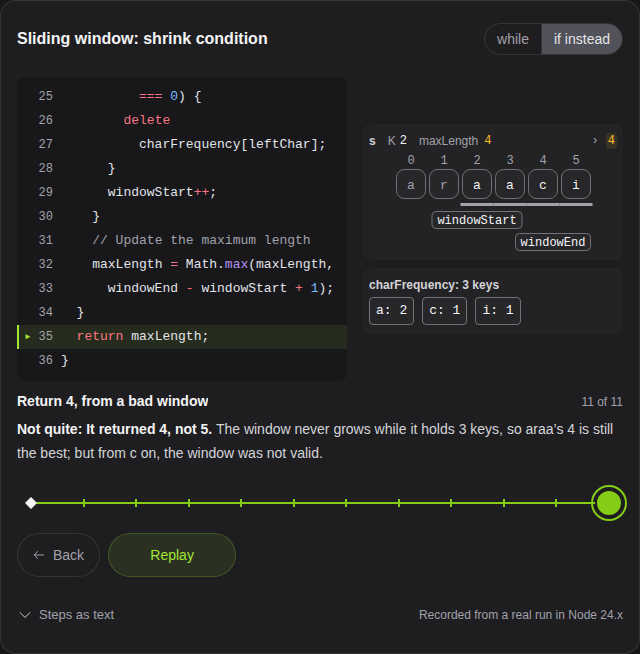 Sliding window: shrink condition
while
if instead
25 === 0) {
26 delete
27 charFrequency[leftChar];
28 }
29 windowStart++;
30 }
31 // Update the maximum length
32 maxLength = Math.max(maxLength,
33 windowEnd - windowStart + 1);
34 }
35 return maxLength;
36 }
s K 2 maxLength 4 › 4
0 1 2 3 4 5
a r a a c i
windowStart
windowEnd
charFrequency: 3 keys
a: 2 c: 1 i: 1
Return 4, from a bad window
11 of 11
Not quite: It returned 4, not 5. The window never grows while it holds 3 keys, so araa’s 4 is still
the best; but from c on, the window was not valid.
← Back
Replay
Steps as text
Recorded from a real run in Node 24.x